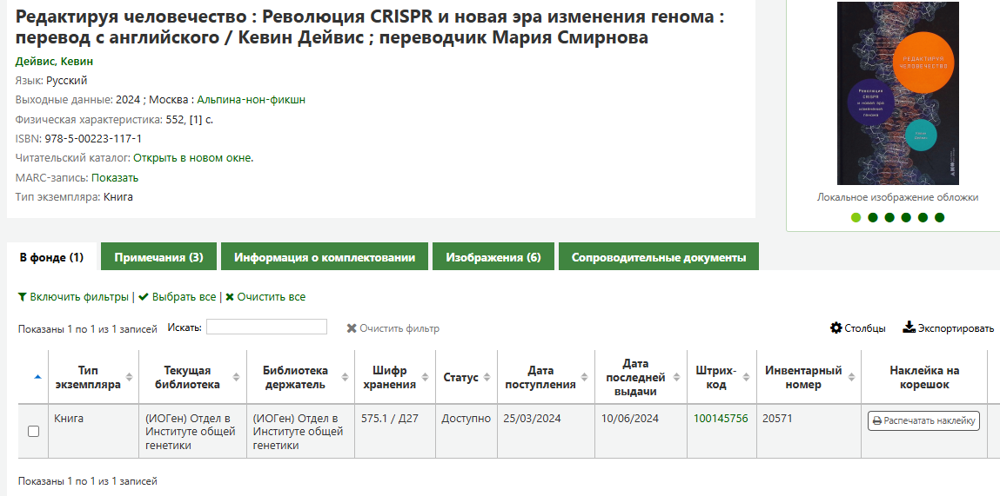 Редактируя человечество : Революция CRISPR и новая эра изменения генома :
перевод с английского / Кевин Дейвис ; переводчик Мария Смирнова
Дейвис, Кевин
Язык: Русский
Выходные данные: 2024 ; Москва : Альпина-нон-фикшн
Физическая характеристика: 552, [1] с.
ISBN: 978-5-00223-117-1
Читательский каталог: Открыть в новом окне.
MARC-запись: Показать
Тип экземпляра: Книга
РЕДАКТИРУЯ
ЧЕЛОВЕЧЕСТВО
Революция
CRISPR
и новая эра
изменения
генома
Локальное изображение обложки
В фонде (1)
Примечания (3)
Информация о комплектовании
Изображения (6)
Сопроводительные документы
Включить фильтры | Выбрать все | Очистить все
Показаны 1 по 1 из 1 записей Искать: Очистить фильтр Столбцы Экспортировать
Тип экземпляра
Текущая библиотека
Библиотека держатель
Шифр хранения
Статус
Дата поступления
Дата последней выдачи
Штрих-код
Инвентарный номер
Наклейка на корешок
Книга
(ИОГен) Отдел в
Институте общей
генетики
(ИОГен) Отдел в
Институте общей
генетики
575.1 / Д27
Доступно
25/03/2024
10/06/2024
100145756
20571
Распечатать наклейку
Показаны 1 по 1 из 1 записей